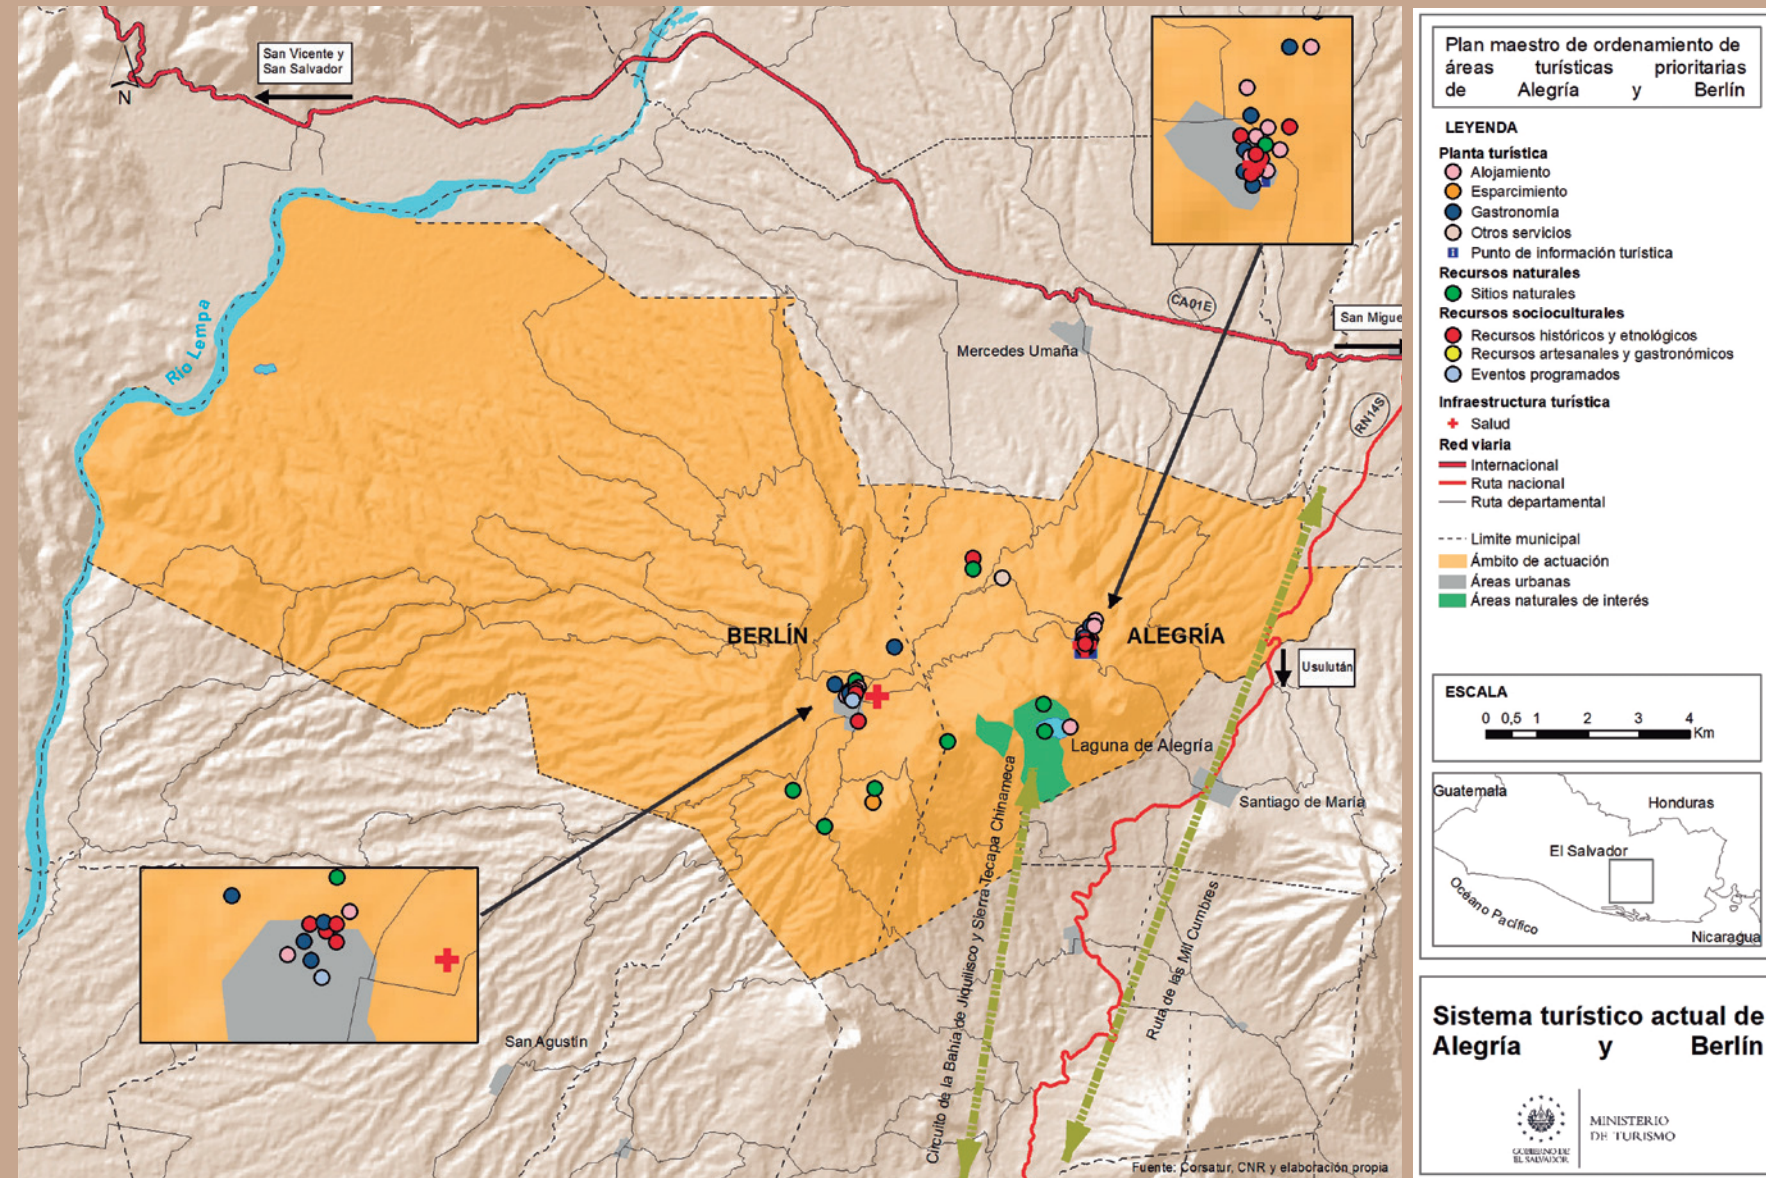 San Vicente y
San Salvador
N
Río Lempa
CA01E
San Migue
Mercedes Umaña
RN14S
BERLÍN
ALEGRÍA
Usulután
Laguna de Alegría
Santiago de María
Circuito de la Bahía de Jiquilisco y Sierra Tecapa Chinameca
Ruta de las Mil Cumbres
San Agustín
Fuente: Corsatur, CNR y elaboración propia
Plan maestro de ordenamiento de
áreas turísticas prioritarias
de Alegría y Berlín
LEYENDA
Planta turística
Alojamiento
Esparcimiento
Gastronomía
Otros servicios
Punto de información turística
Recursos naturales
Sitios naturales
Recursos socioculturales
Recursos históricos y etnológicos
Recursos artesanales y gastronómicos
Eventos programados
Infraestructura turística
Salud
Red viaria
Internacional
Ruta nacional
Ruta departamental
Limite municipal
Ámbito de actuación
Áreas urbanas
Áreas naturales de interés
ESCALA
0 0,5 1 2 3 4
Km
Guatemala
Honduras
El Salvador
Océano Pacífico
Nicaragua
Sistema turístico actual de
Alegría y Berlín
GOBIERNO DE
EL SALVADOR
MINISTERIO
DE TURISMO